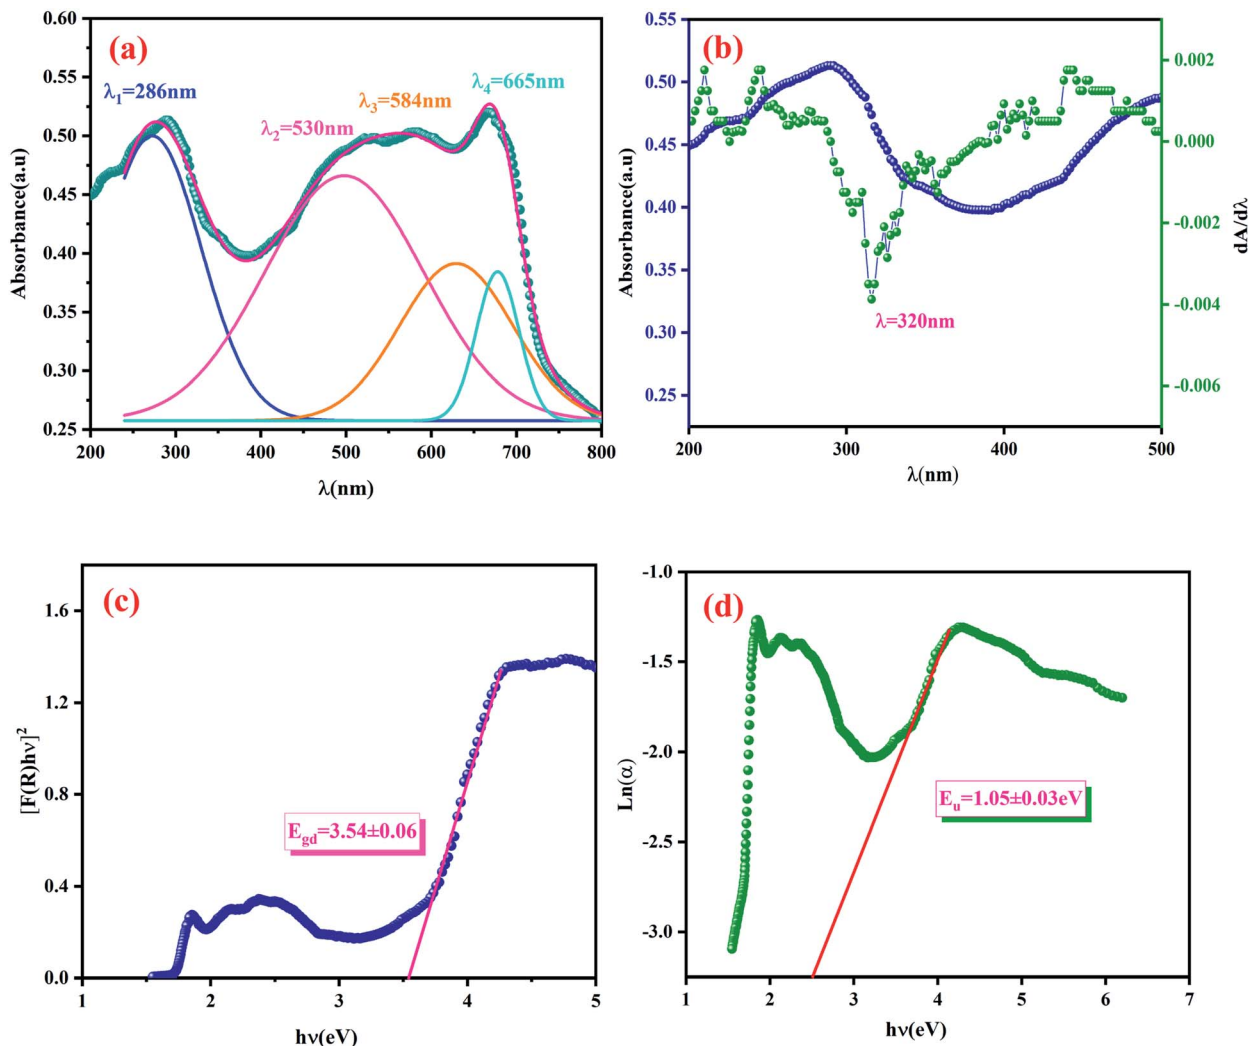 (a)
λ₁=286nm
λ₂=530nm
λ₃=584nm
λ₄=665nm
0.60
0.55
0.50
0.45
0.40
0.35
0.30
0.25
Absorbance(a.u)
200 300 400 500 600 700 800
λ(nm)
(b)
0.55
0.50
0.45
0.40
0.35
0.30
0.25
Absorbance(a.u)
0.002
0.000
-0.002
-0.004
-0.006
dA/dλ
λ=320nm
200 300 400 500
λ(nm)
(c)
1.6
1.2
0.8
0.4
0.0
[F(R)hν]²
E_gd=3.54±0.06
1 2 3 4 5
hν(eV)
(d)
-1.0
-1.5
-2.0
-2.5
-3.0
Ln(α)
E_u=1.05±0.03eV
1 2 3 4 5 6 7
hν(eV)